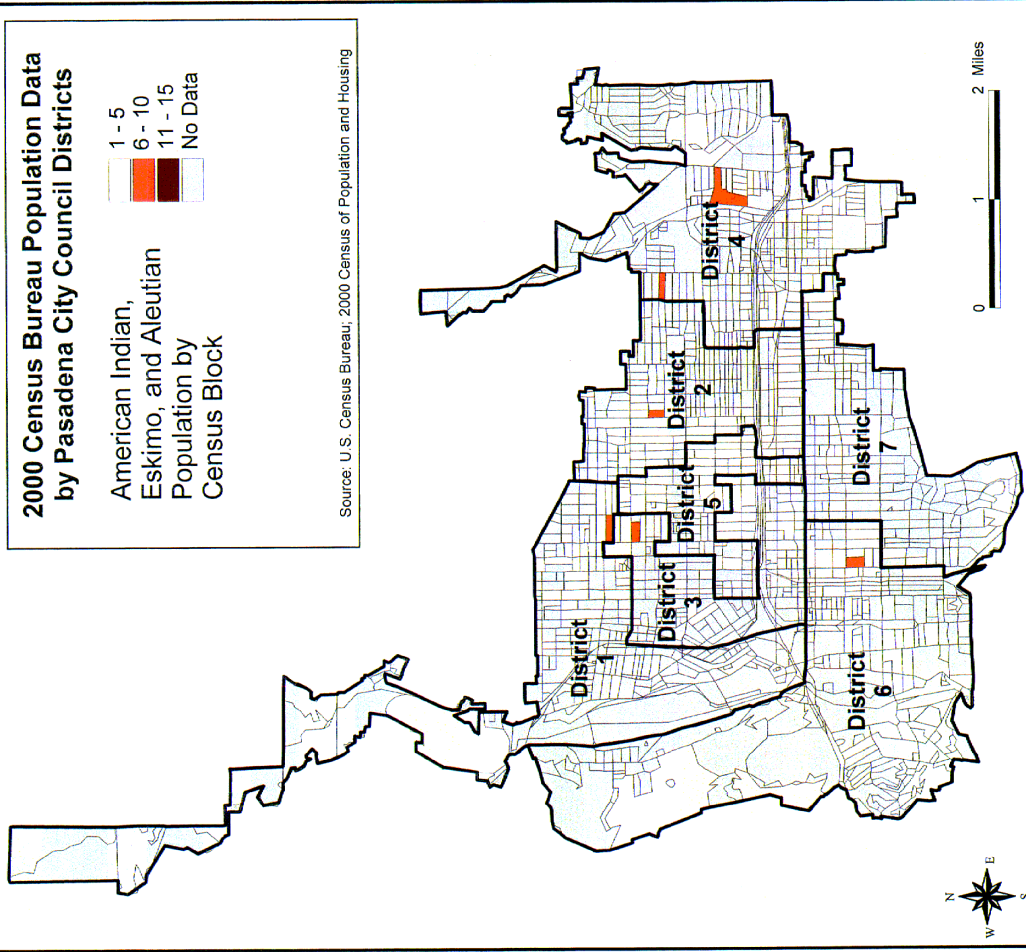 2000 Census Bureau Population Data
by Pasadena City Council Districts
American Indian,
Eskimo, and Aleutian
Population by
Census Block
1 - 5
6 - 10
11 - 15
No Data
Source: U.S. Census Bureau; 2000 Census of Population and Housing
District
1
District
2
District
3
District
4
District
5
District
6
District
7
0 1 2 Miles
N
W E
S